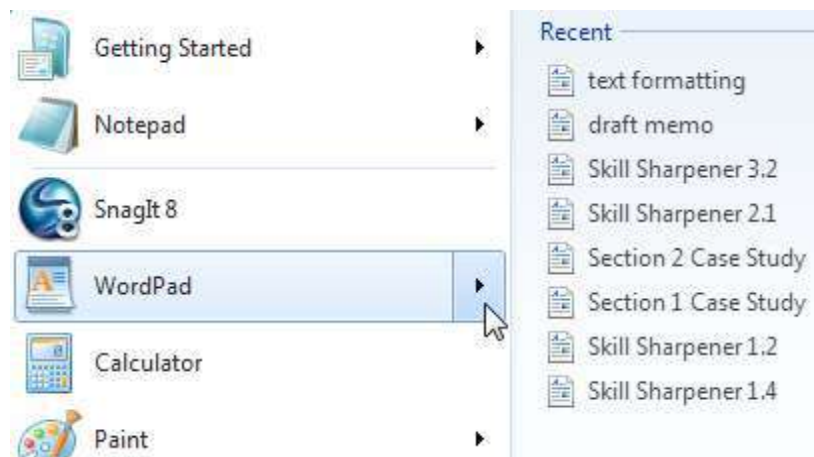 Getting Started
Notepad
SnagIt 8
WordPad
Calculator
Paint
Recent
text formatting
draft memo
Skill Sharpener 3.2
Skill Sharpener 2.1
Section 2 Case Study
Section 1 Case Study
Skill Sharpener 1.2
Skill Sharpener 1.4